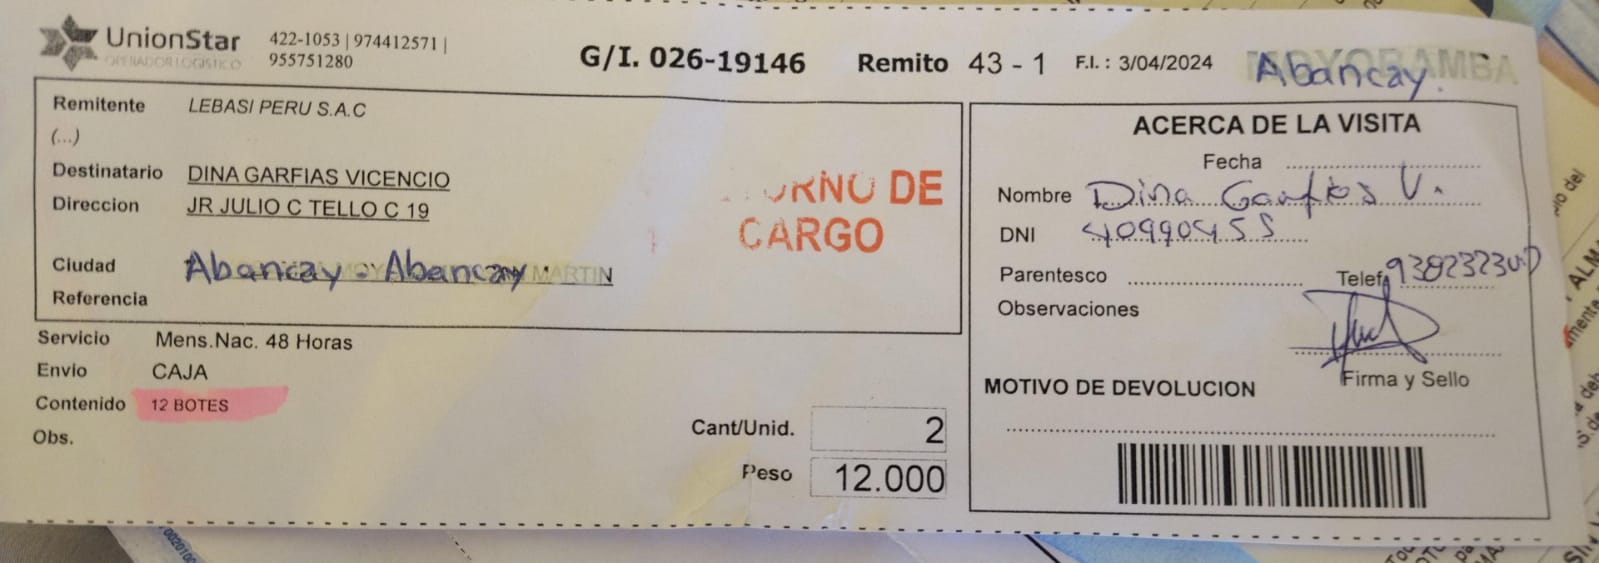 UnionStar
OPERADOR LOGISTICO
422-1053 | 974412571 |
955751280
G/I. 026-19146
Remito 43 - 1
F.I. : 3/04/2024
Abancay.
Remitente LEBASI PERU S.A.C
(...)
Destinatario DINA GARFIAS VICENCIO
Direccion JR JULIO C TELLO C 19
Ciudad Abancay - Abancay. MARTIN
Referencia
DE
CARGO
Servicio Mens.Nac. 48 Horas
Envio CAJA
Contenido 12 BOTES
Obs.
Cant/Unid. 2
Peso 12.000
ACERCA DE LA VISITA
Fecha
Nombre Dina Garfias V.
DNI 40990455
Parentesco
Telef.
Observaciones
Firma y Sello
MOTIVO DE DEVOLUCION